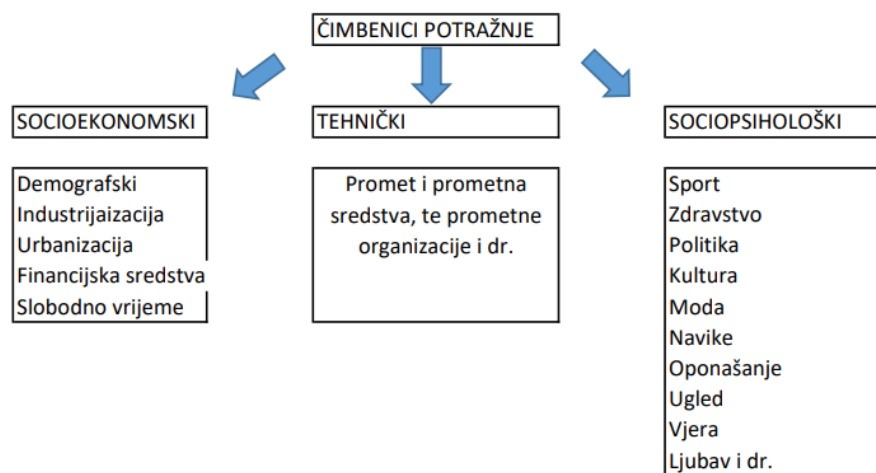 ČIMBENICI POTRAŽNJE
SOCIOEKONOMSKI
Demografski
Industrijaizacija
Urbanizacija
Financijska sredstva
Slobodno vrijeme
TEHNIČKI
Promet i prometna
sredstva, te prometne
organizacije i dr.
SOCIOPSIHOLOŠKI
Sport
Zdravstvo
Politika
Kultura
Moda
Navike
Oponašanje
Ugled
Vjera
Ljubav i dr.